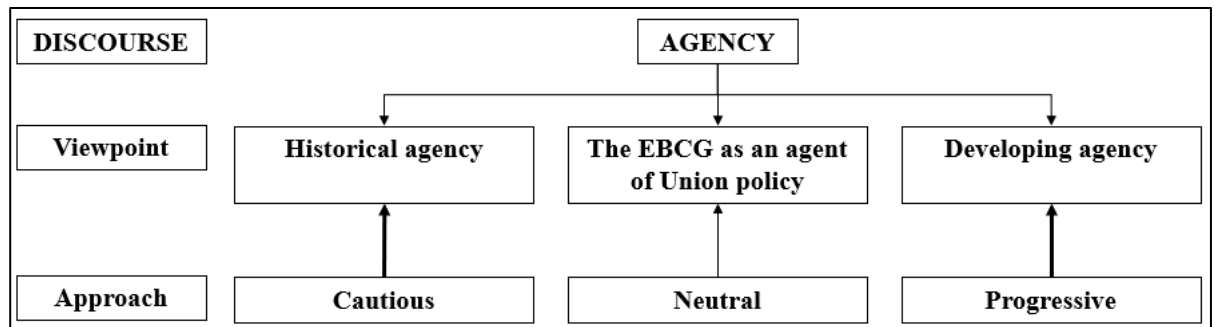 DISCOURSE
AGENCY
Viewpoint
Historical agency
The EBCG as an agent
of Union policy
Developing agency
Approach
Cautious
Neutral
Progressive